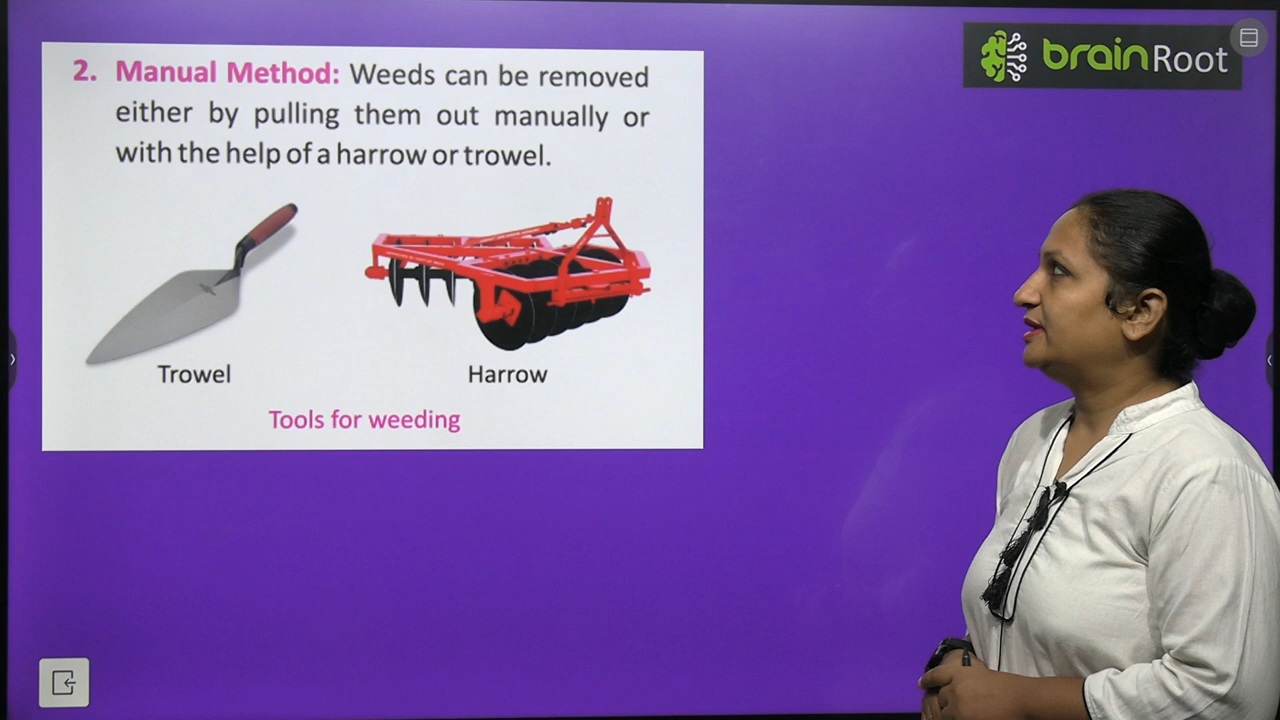 brainRoot
2. Manual Method: Weeds can be removed
either by pulling them out manually or
with the help of a harrow or trowel.
Trowel
Harrow
Tools for weeding